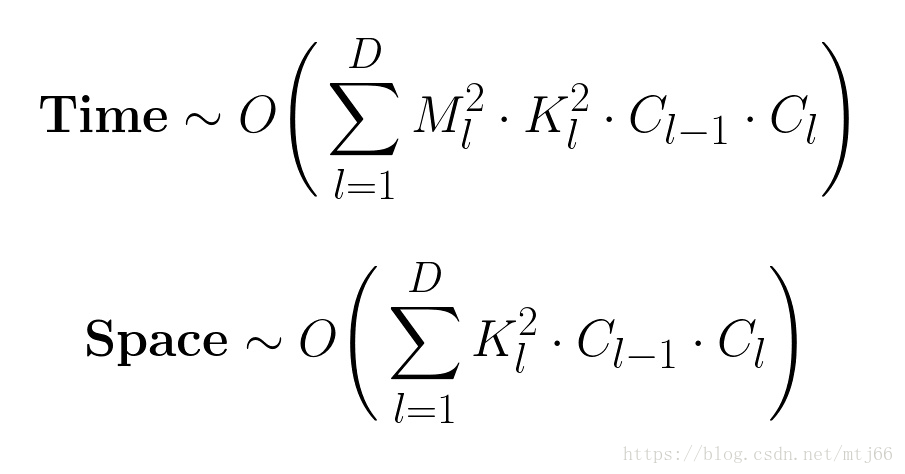 Time ∼ O( ∑_{l=1}^{D} M_l^2 · K_l^2 · C_{l−1} · C_l )
Space ∼ O( ∑_{l=1}^{D} K_l^2 · C_{l−1} · C_l )
https://blog.csdn.net/mtj66